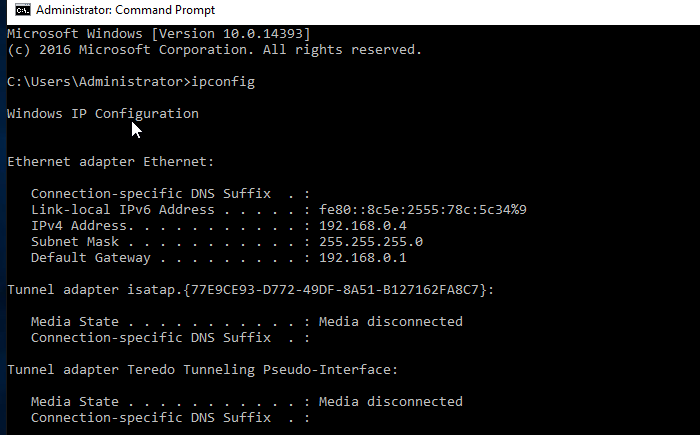 Administrator: Command Prompt
Microsoft Windows [Version 10.0.14393]
(c) 2016 Microsoft Corporation. All rights reserved.
C:\Users\Administrator>ipconfig
Windows IP Configuration
Ethernet adapter Ethernet:
Connection-specific DNS Suffix  . :
Link-local IPv6 Address . . . . . : fe80::8c5e:2555:78c:5c34%9
IPv4 Address. . . . . . . . . . . : 192.168.0.4
Subnet Mask . . . . . . . . . . . : 255.255.255.0
Default Gateway . . . . . . . . . : 192.168.0.1
Tunnel adapter isatap.{77E9CE93-D772-49DF-8A51-B127162FA8C7}:
Media State . . . . . . . . . . . : Media disconnected
Connection-specific DNS Suffix  . :
Tunnel adapter Teredo Tunneling Pseudo-Interface:
Media State . . . . . . . . . . . : Media disconnected
Connection-specific DNS Suffix  . :